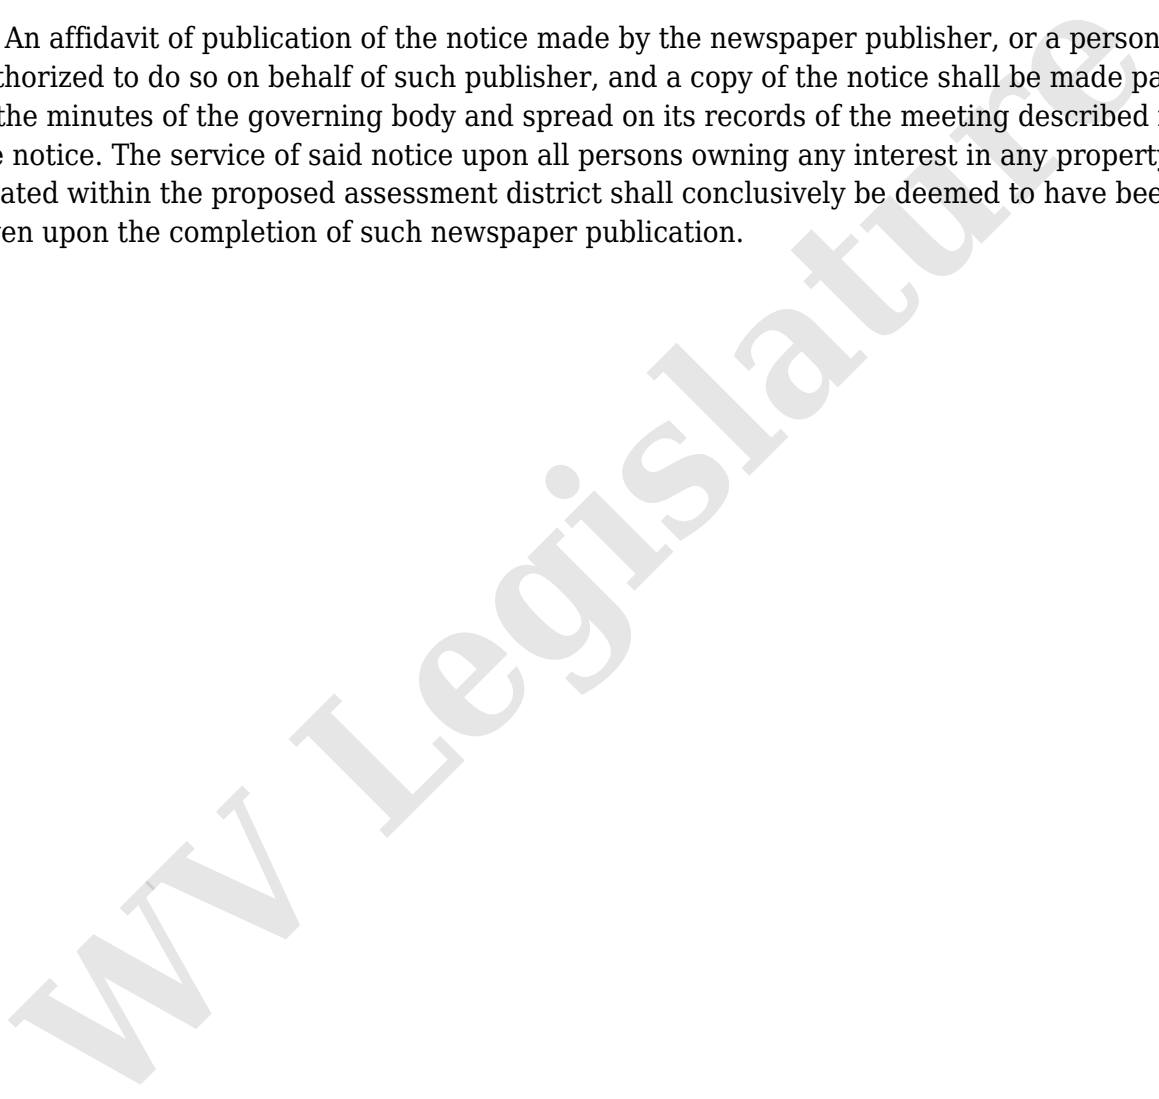 An affidavit of publication of the notice made by the newspaper publisher, or a person
thorized to do so on behalf of such publisher, and a copy of the notice shall be made pa
the minutes of the governing body and spread on its records of the meeting described
e notice. The service of said notice upon all persons owning any interest in any property
ated within the proposed assessment district shall conclusively be deemed to have bee
en upon the completion of such newspaper publication.
WV Legislature